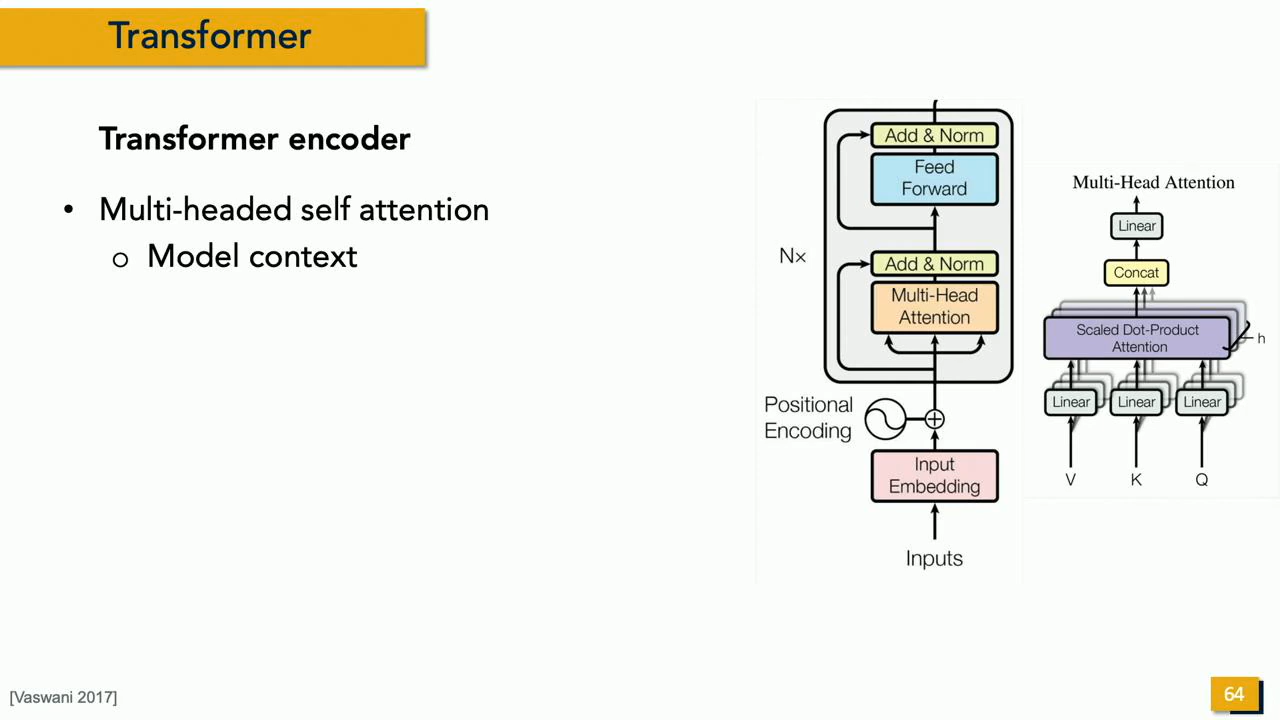 Transformer
Transformer encoder
• Multi-headed self attention
o Model context
Add & Norm
Feed
Forward
Nx
Add & Norm
Multi-Head
Attention
Positional
Encoding
Input
Embedding
Inputs
Multi-Head Attention
Linear
Concat
Scaled Dot-Product
Attention
h
Linear Linear Linear
V K Q
[Vaswani 2017]
64